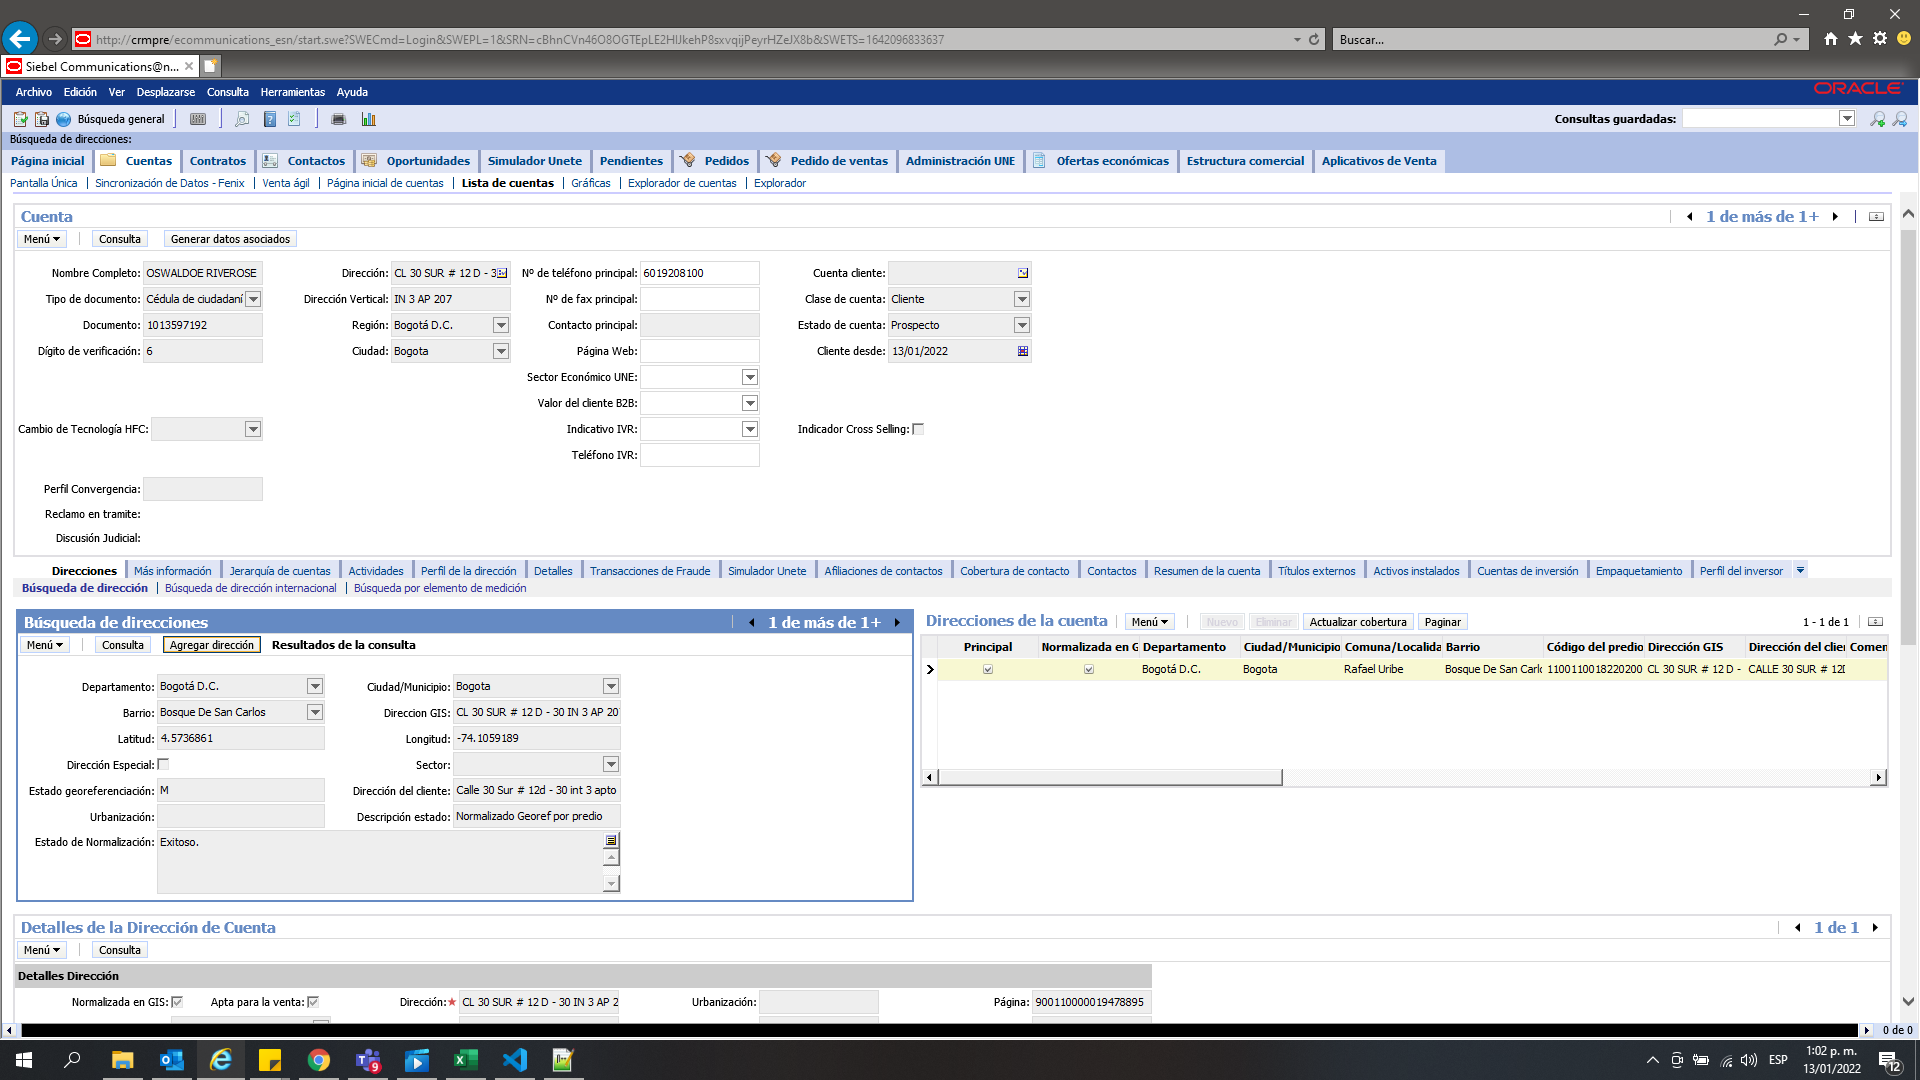 http://crmpre/ecommunications_esn/start.swe?SWECmd=Login&SWEPL=1&SRN=cBhnCVn46O8OGTEpLE2HIJkehP8sxvqijPeyrHZeJX8b&SWETS=1642096833637
Buscar...
Siebel Communications@n...
Archivo Edición Ver Desplazarse Consulta Herramientas Ayuda
ORACLE
Búsqueda general
Consultas guardadas:
Búsqueda de direcciones:
Página inicial Cuentas Contratos Contactos Oportunidades Simulador Unete Pendientes Pedidos Pedido de ventas Administración UNE Ofertas económicas Estructura comercial Aplicativos de Venta
Pantalla Única Sincronización de Datos - Fenix Venta ágil Página inicial de cuentas Lista de cuentas Gráficas Explorador de cuentas Explorador
Cuenta 1 de más de 1+
Menú Consulta Generar datos asociados
Nombre Completo: OSWALDOE RIVEROSE Dirección: CL 30 SUR # 12 D - 3 Nº de teléfono principal: 6019208100 Cuenta cliente:
Tipo de documento: Cédula de ciudadaní Dirección Vertical: IN 3 AP 207 Nº de fax principal: Clase de cuenta: Cliente
Documento: 1013597192 Región: Bogotá D.C. Contacto principal: Estado de cuenta: Prospecto
Dígito de verificación: 6 Ciudad: Bogota Página Web: Cliente desde: 13/01/2022
Sector Económico UNE:
Valor del cliente B2B:
Cambio de Tecnología HFC: Indicativo IVR: Indicador Cross Selling:
Teléfono IVR:
Perfil Convergencia:
Reclamo en tramite:
Discusión Judicial:
Direcciones Más información Jerarquía de cuentas Actividades Perfil de la dirección Detalles Transacciones de Fraude Simulador Unete Afiliaciones de contactos Cobertura de contacto Contactos Resumen de la cuenta Títulos externos Activos instalados Cuentas de inversión Empaquetamiento Perfil del inversor
Búsqueda de dirección Búsqueda de dirección internacional Búsqueda por elemento de medición
Búsqueda de direcciones 1 de más de 1+
Menú Consulta Agregar dirección Resultados de la consulta
Departamento: Bogotá D.C. Ciudad/Municipio: Bogota
Barrio: Bosque De San Carlos Direccion GIS: CL 30 SUR # 12 D - 30 IN 3 AP 20
Latitud: 4.5736861 Longitud: -74.1059189
Dirección Especial: Sector:
Estado georeferenciación: M Dirección del cliente: Calle 30 Sur # 12d - 30 int 3 apto
Urbanización: Descripción estado: Normalizado Georef por predio
Estado de Normalización: Exitoso.
Direcciones de la cuenta Menú Nuevo Eliminar Actualizar cobertura Paginar 1 - 1 de 1
Principal Normalizada en G Departamento Ciudad/Municipio Comuna/Localida Barrio Código del predio Dirección GIS Dirección del clier Comen
Bogotá D.C. Bogota Rafael Uribe Bosque De San Carlo 1100110018220200 CL 30 SUR # 12 D - CALLE 30 SUR # 12D
Detalles de la Dirección de Cuenta 1 de 1
Menú Consulta
Detalles Dirección
Normalizada en GIS: Apta para la venta: Dirección:* CL 30 SUR # 12 D - 30 IN 3 AP 2 Urbanización: Página: 900110000019478895
0 de 0
9
ESP
1:02 p. m.
13/01/2022
12